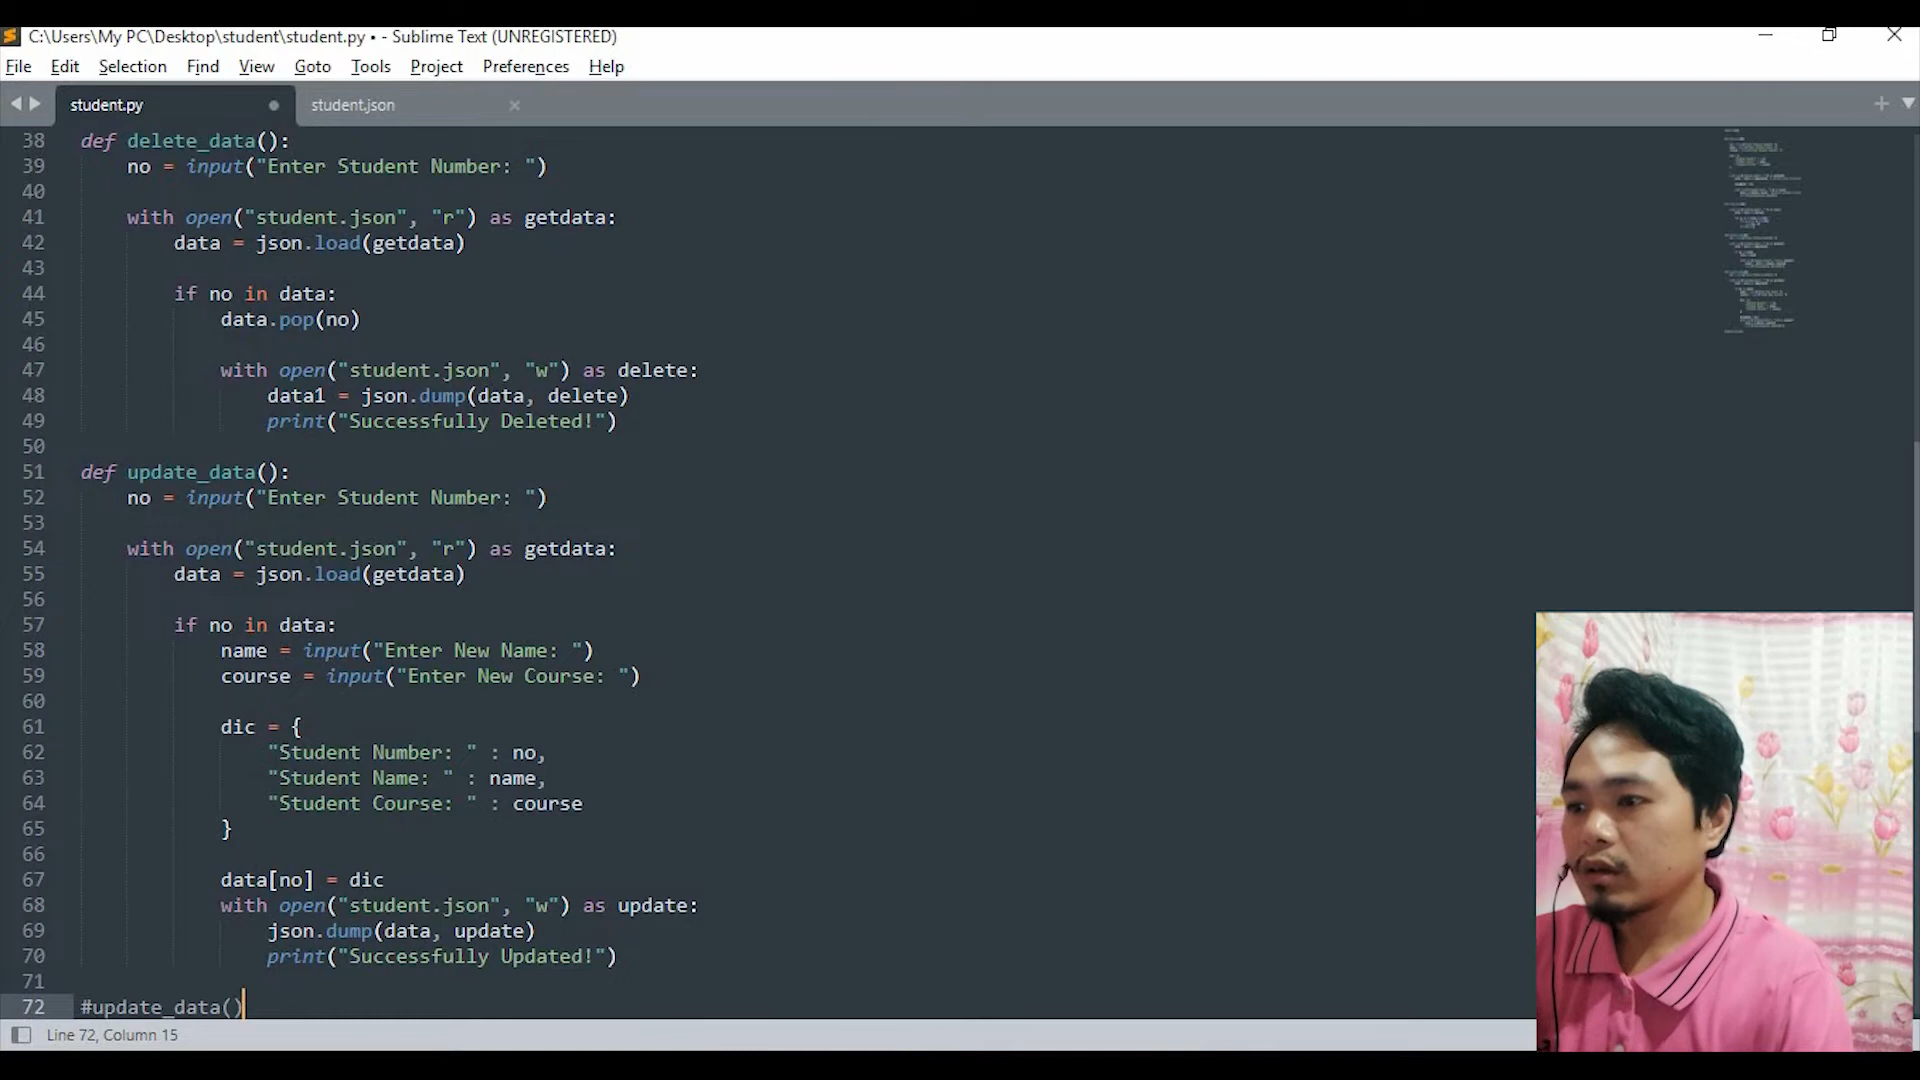 C:\Users\My PC\Desktop\student\student.py • - Sublime Text (UNREGISTERED)
File Edit Selection Find View Goto Tools Project Preferences Help
student.py student.json
38 def delete_data():
39 no = input("Enter Student Number: ")
40
41 with open("student.json", "r") as getdata:
42 data = json.load(getdata)
43
44 if no in data:
45 data.pop(no)
46
47 with open("student.json", "w") as delete:
48 data1 = json.dump(data, delete)
49 print("Successfully Deleted!")
50
51 def update_data():
52 no = input("Enter Student Number: ")
53
54 with open("student.json", "r") as getdata:
55 data = json.load(getdata)
56
57 if no in data:
58 name = input("Enter New Name: ")
59 course = input("Enter New Course: ")
60
61 dic = {
62 "Student Number: " : no,
63 "Student Name: " : name,
64 "Student Course: " : course
65 }
66
67 data[no] = dic
68 with open("student.json", "w") as update:
69 json.dump(data, update)
70 print("Successfully Updated!")
71
72 #update_data()
Line 72, Column 15